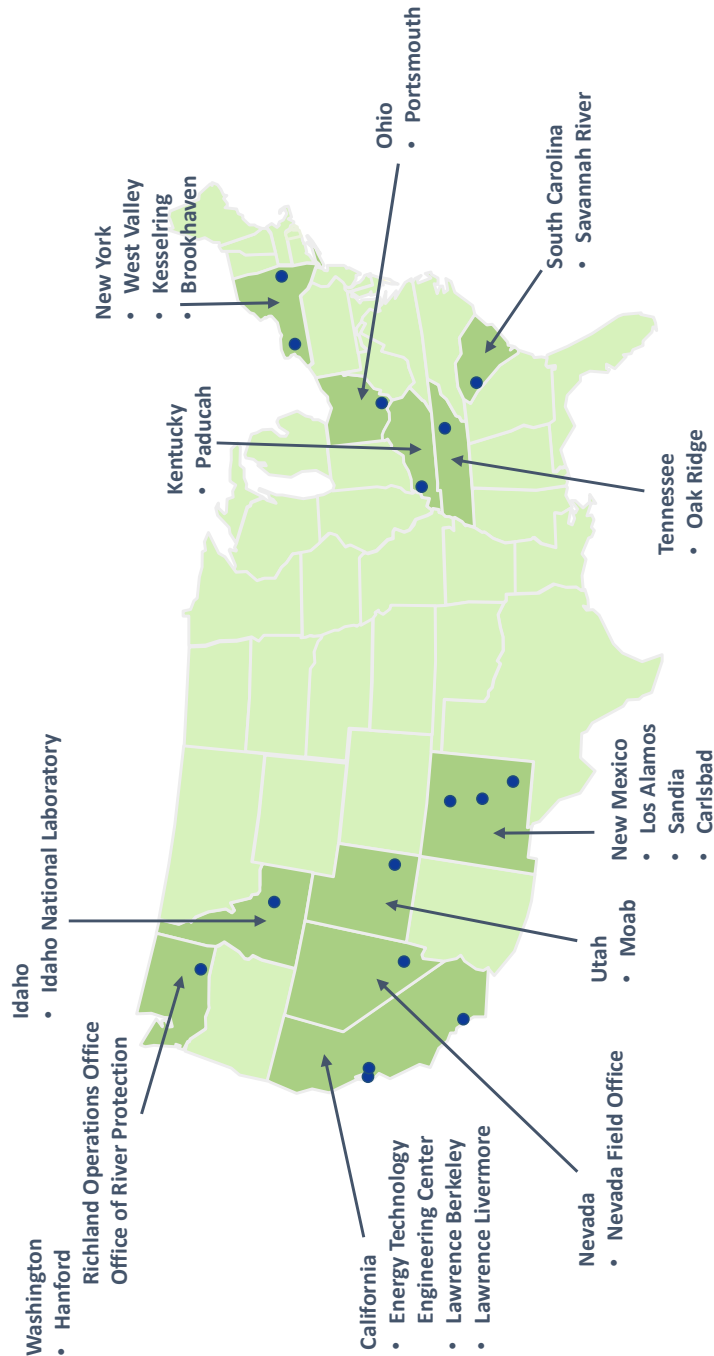 Washington
• Hanford
Richland Operations Office
Office of River Protection
Idaho
• Idaho National Laboratory
Kentucky
• Paducah
New York
• West Valley
• Kesselring
• Brookhaven
Ohio
• Portsmouth
California
• Energy Technology
Engineering Center
• Lawrence Berkeley
• Lawrence Livermore
Nevada
• Nevada Field Office
Utah
• Moab
New Mexico
• Los Alamos
• Sandia
• Carlsbad
Tennessee
• Oak Ridge
South Carolina
• Savannah River